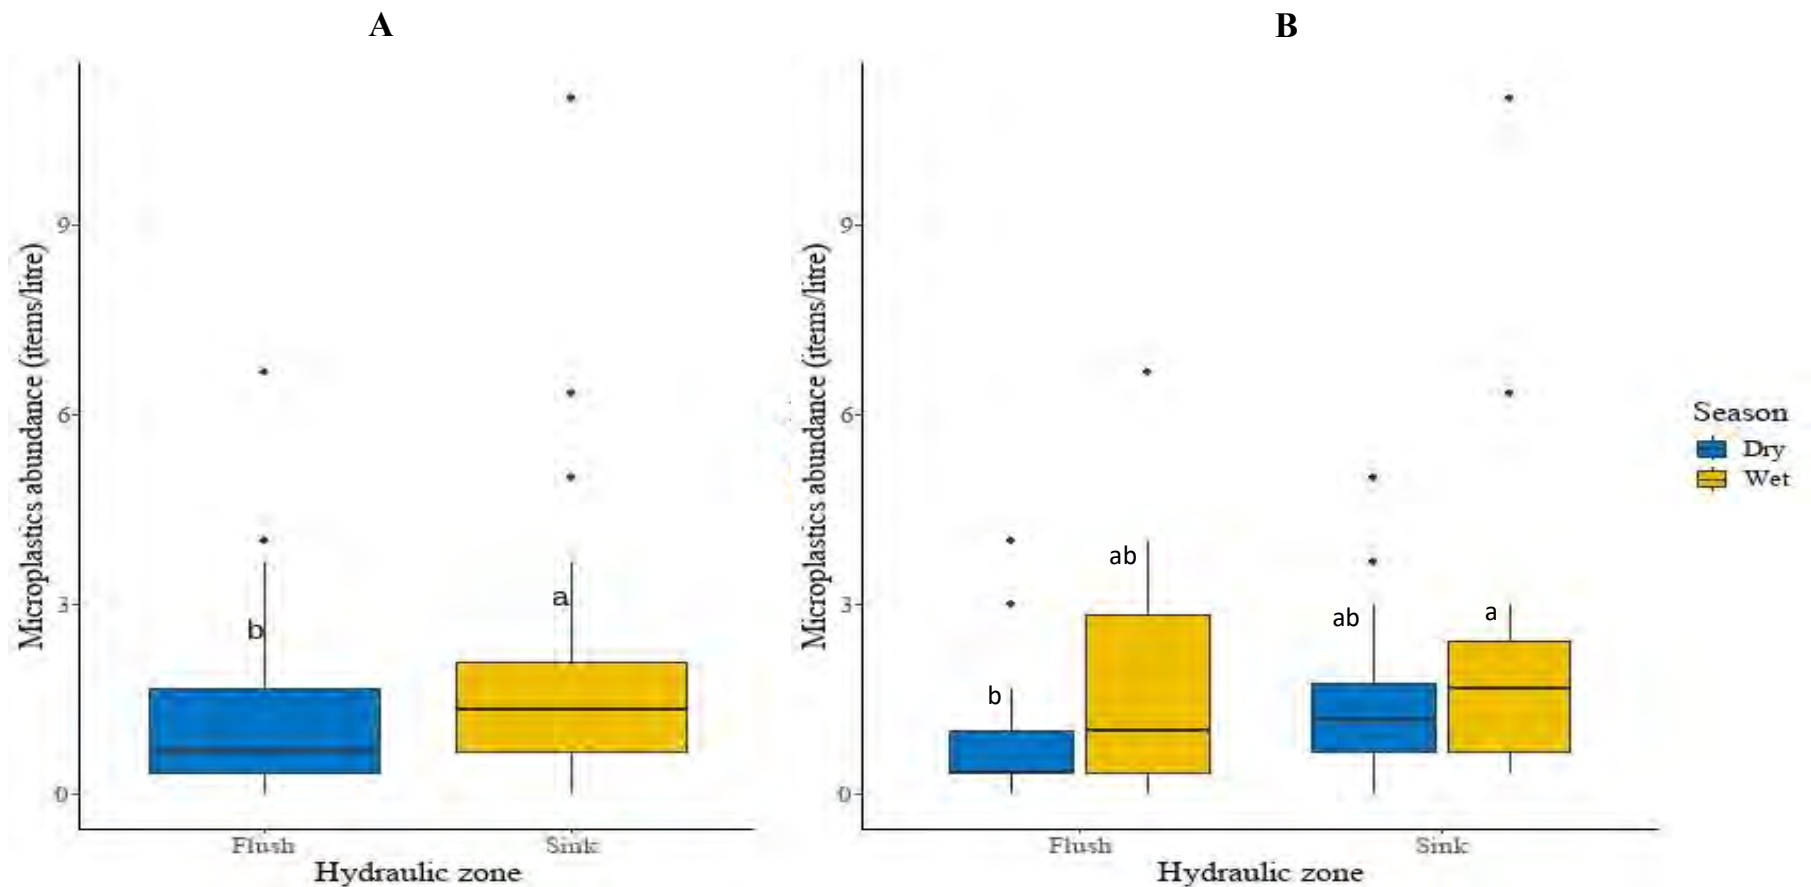 A
B
Microplastics abundance (items/litre)
9
6
3
0
b
a
Flush
Sink
Hydraulic zone
Microplastics abundance (items/litre)
9
6
3
0
b
ab
ab
a
Flush
Sink
Hydraulic zone
Season
Dry
Wet